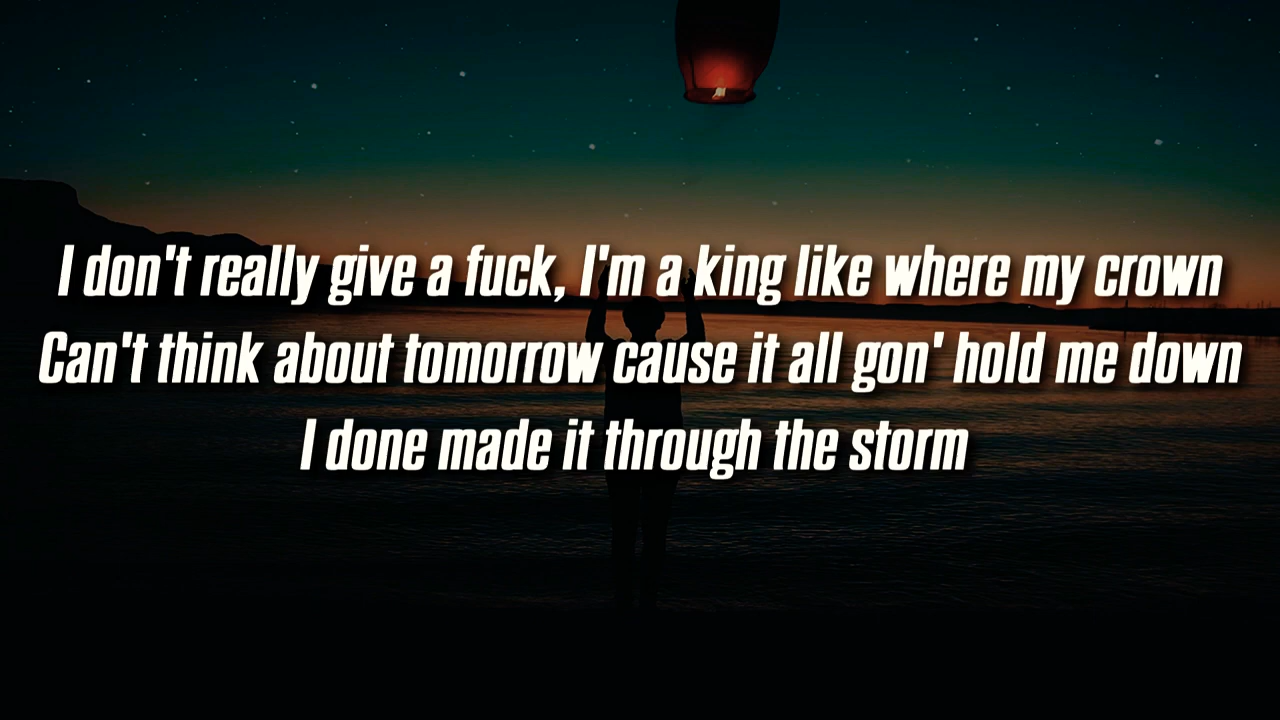 I don't really give a fuck, I'm a king like where my crown
Can't think about tomorrow cause it all gon' hold me down
I done made it through the storm